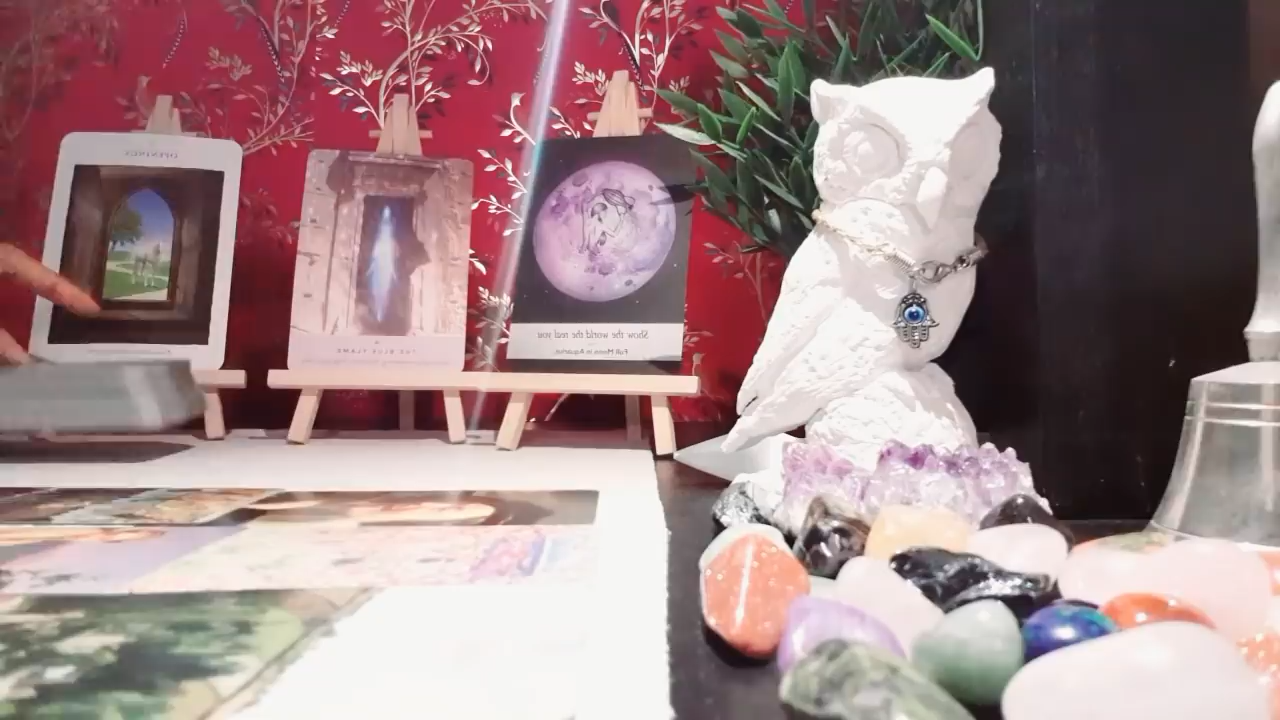 OPENINGS
THE BLUE FLAME
Show the world the real you
Full Moon in Aquarius